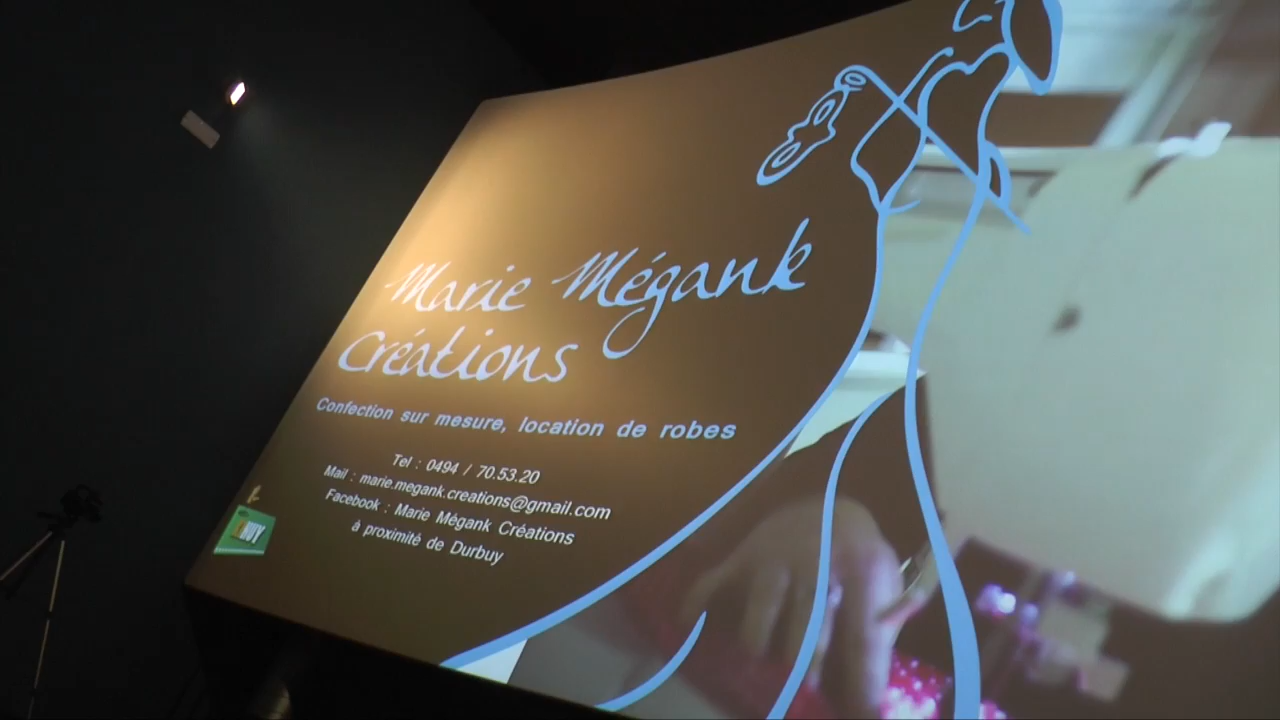 Marie Mégank
Créations
Confection sur mesure, location de robes
Tel : 0494 / 70.53.20
Mail : marie.megank.creations@gmail.com
Facebook : Marie Mégank Créations
à proximité de Durbuy